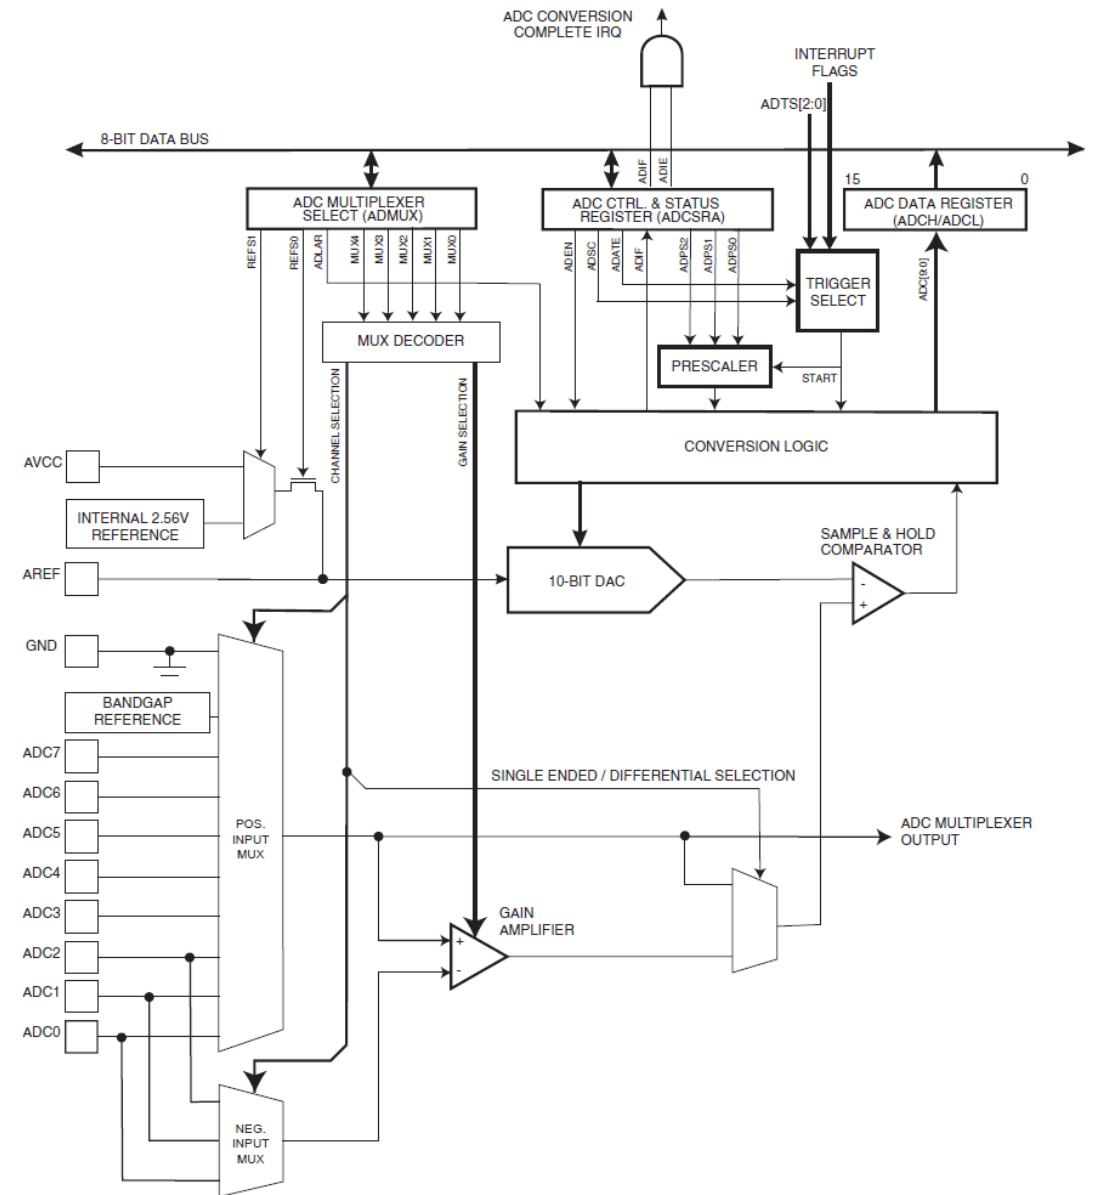 ADC CONVERSION
COMPLETE IRQ
INTERRUPT
FLAGS
ADTS[2:0]
8-BIT DATA BUS
ADIF
ADIE
15
0
ADC MULTIPLEXER
SELECT (ADMUX)
ADC CTRL. & STATUS
REGISTER (ADCSRA)
ADC DATA REGISTER
(ADCH/ADCL)
REFS1
REFS0
ADLAR
MUX4
MUX3
MUX2
MUX1
MUX0
ADEN
ADSC
ADATE
ADIF
ADPS2
ADPS1
ADPS0
ADC[9:0]
TRIGGER
SELECT
MUX DECODER
PRESCALER
START
CHANNEL SELECTION
GAIN SELECTION
CONVERSION LOGIC
AVCC
INTERNAL 2.56V
REFERENCE
SAMPLE & HOLD
COMPARATOR
AREF
10-BIT DAC
-
+
GND
BANDGAP
REFERENCE
ADC7
ADC6
ADC5
ADC4
ADC3
ADC2
ADC1
ADC0
SINGLE ENDED / DIFFERENTIAL SELECTION
POS.
INPUT
MUX
ADC MULTIPLEXER
OUTPUT
GAIN
AMPLIFIER
+
-
NEG.
INPUT
MUX